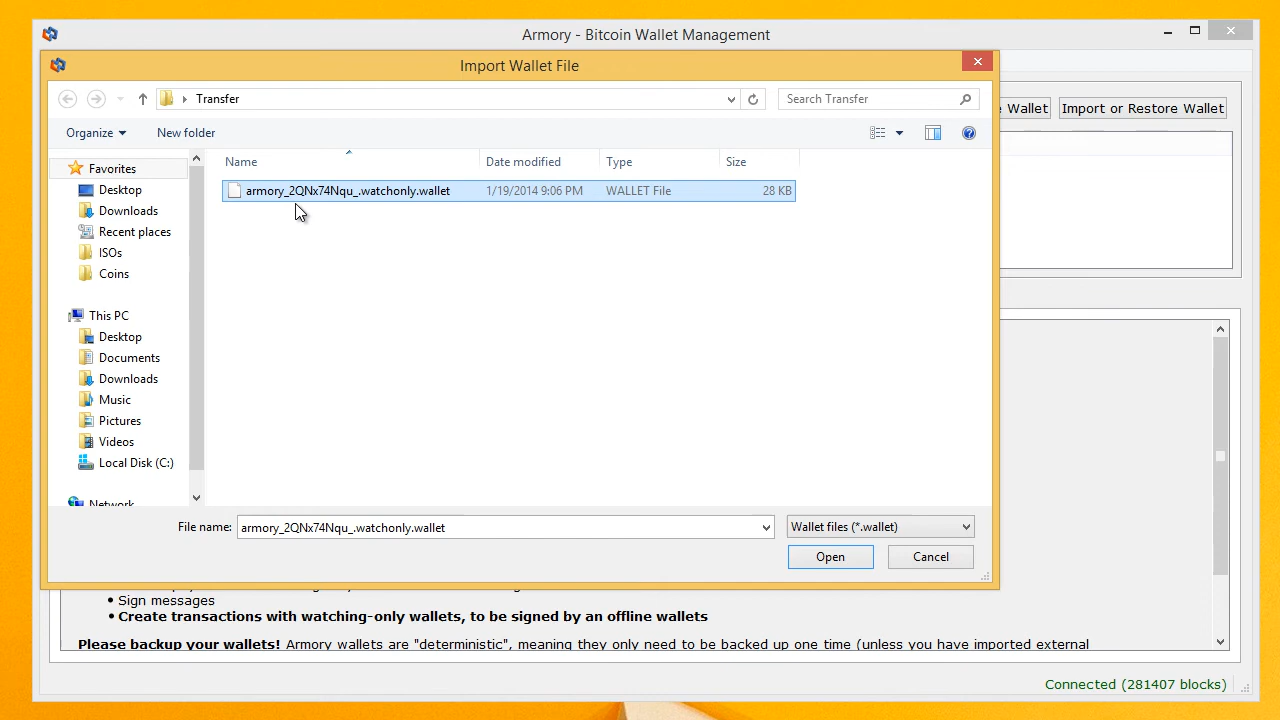 Armory - Bitcoin Wallet Management
Import Wallet File
Transfer
Search Transfer
Wallet
Import or Restore Wallet
Organize
New folder
Name
Date modified
Type
Size
Favorites
Desktop
Downloads
Recent places
ISOs
Coins
armory_2QNx74Nqu_.watchonly.wallet
1/19/2014 9:06 PM
WALLET File
28 KB
This PC
Desktop
Documents
Downloads
Music
Pictures
Videos
Local Disk (C:)
Network
File name:
armory_2QNx74Nqu_.watchonly.wallet
Wallet files (*.wallet)
Open
Cancel
• Sign messages
• Create transactions with watching-only wallets, to be signed by an offline wallets
Please backup your wallets! Armory wallets are "deterministic", meaning they only need to be backed up one time (unless you have imported external
Connected (281407 blocks)